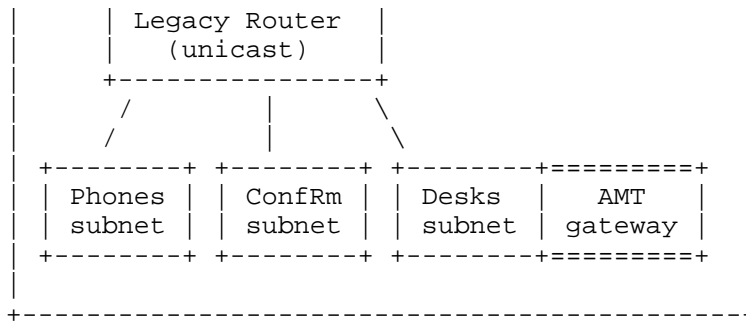 Legacy Router
(unicast)
Phones ConfRm Desks AMT
subnet subnet subnet gateway